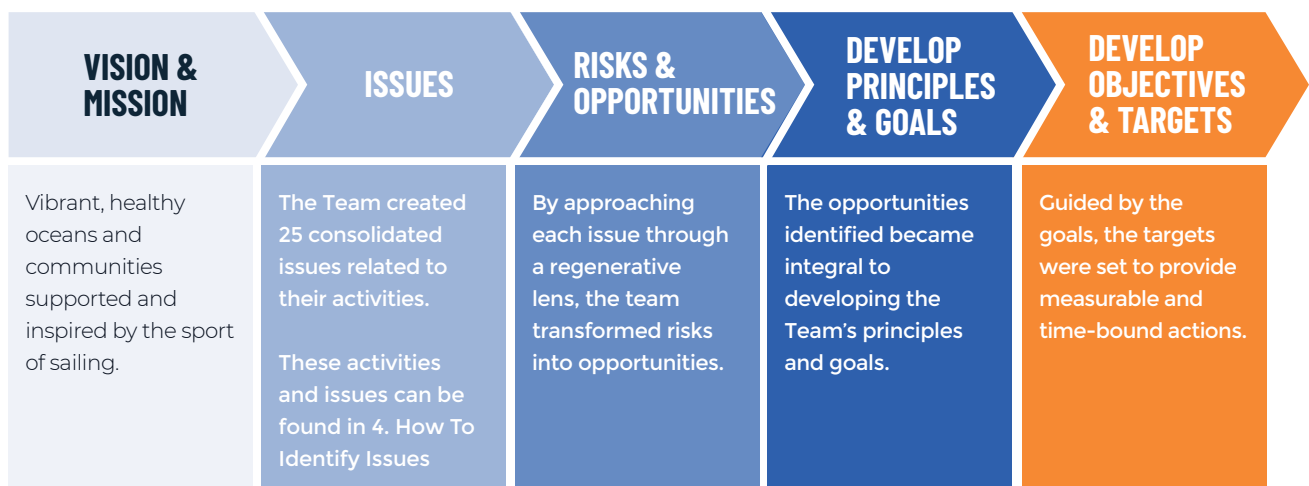 VISION &
MISSION
ISSUES
RISKS &
OPPORTUNITIES
DEVELOP
PRINCIPLES
& GOALS
DEVELOP
OBJECTIVES
& TARGETS
Vibrant, healthy
oceans and
communities
supported and
inspired by the sport
of sailing.
The Team created
25 consolidated
issues related to
their activities.
These activities
and issues can be
found in 4. How To
Identify Issues
By approaching
each issue through
a regenerative
lens, the team
transformed risks
into opportunities.
The opportunities
identified became
integral to
developing the
Team's principles
and goals.
Guided by the
goals, the targets
were set to provide
measurable and
time-bound actions.